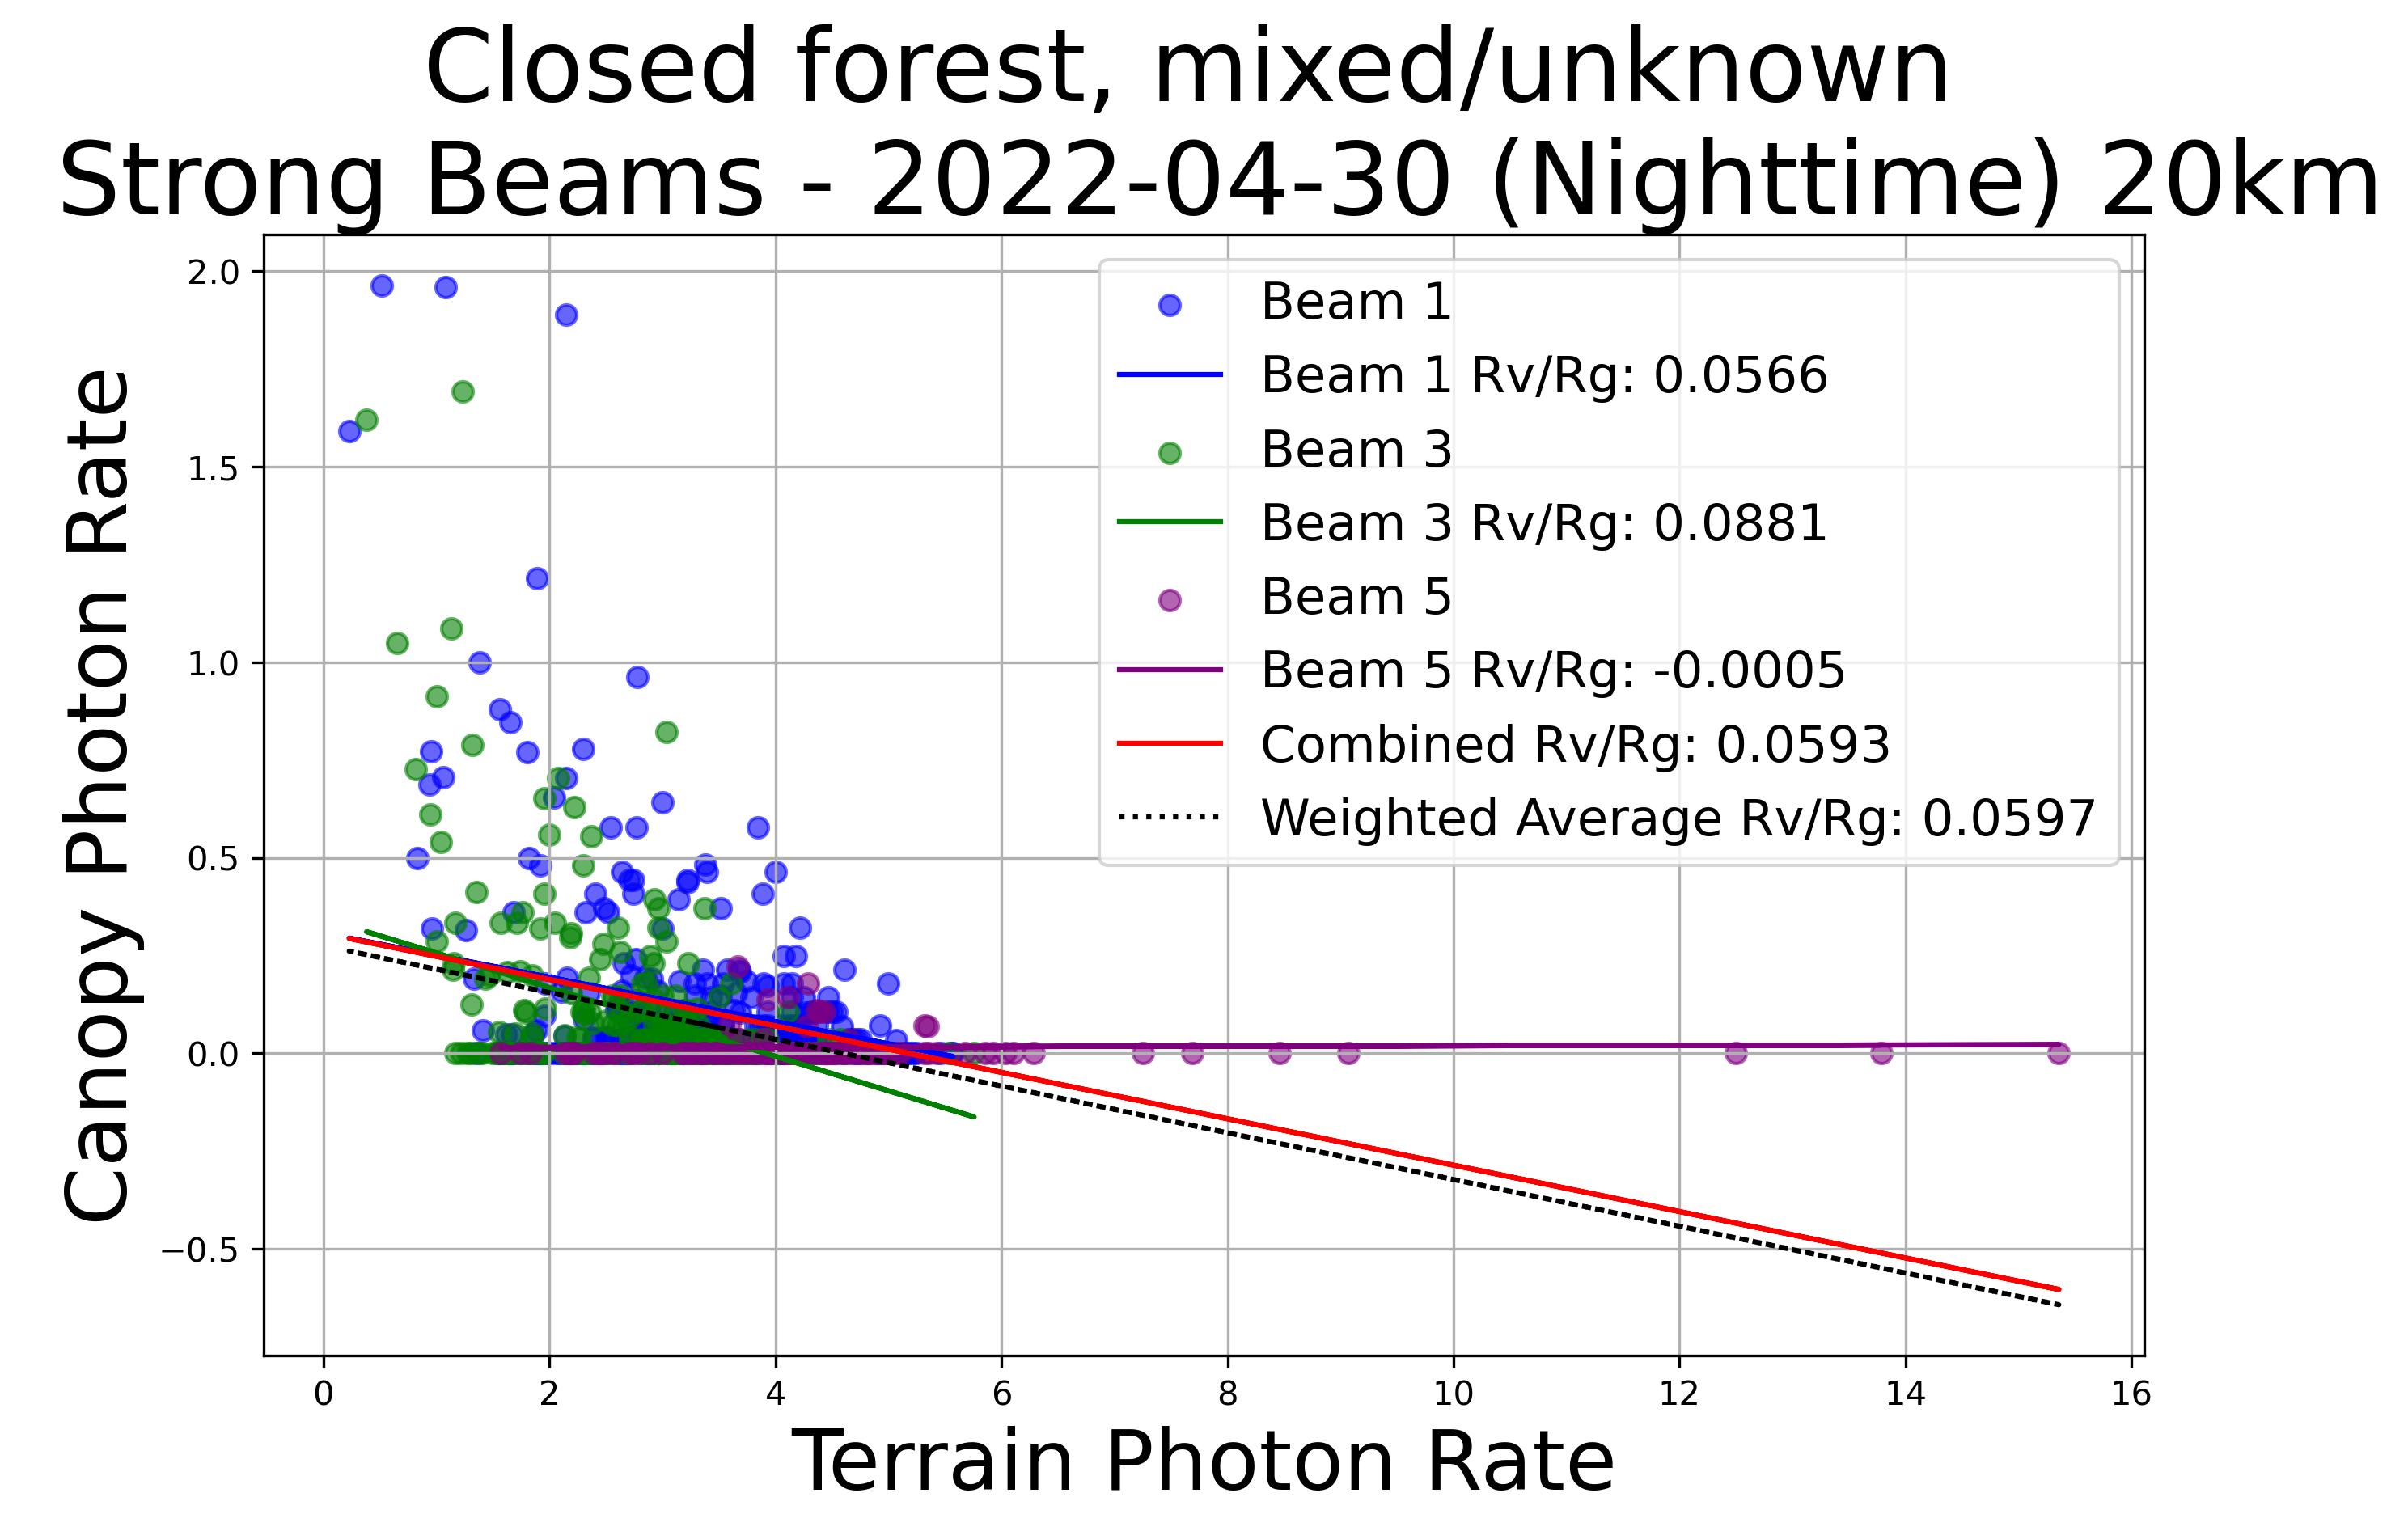 Closed forest, mixed/unknown
Strong Beams - 2022-04-30 (Nighttime) 20km
Canopy Photon Rate
2.0
1.5
1.0
0.5
0.0
−0.5
Beam 1
Beam 1 Rv/Rg: 0.0566
Beam 3
Beam 3 Rv/Rg: 0.0881
Beam 5
Beam 5 Rv/Rg: -0.0005
Combined Rv/Rg: 0.0593
Weighted Average Rv/Rg: 0.0597
0 2 4 6 8 10 12 14 16
Terrain Photon Rate